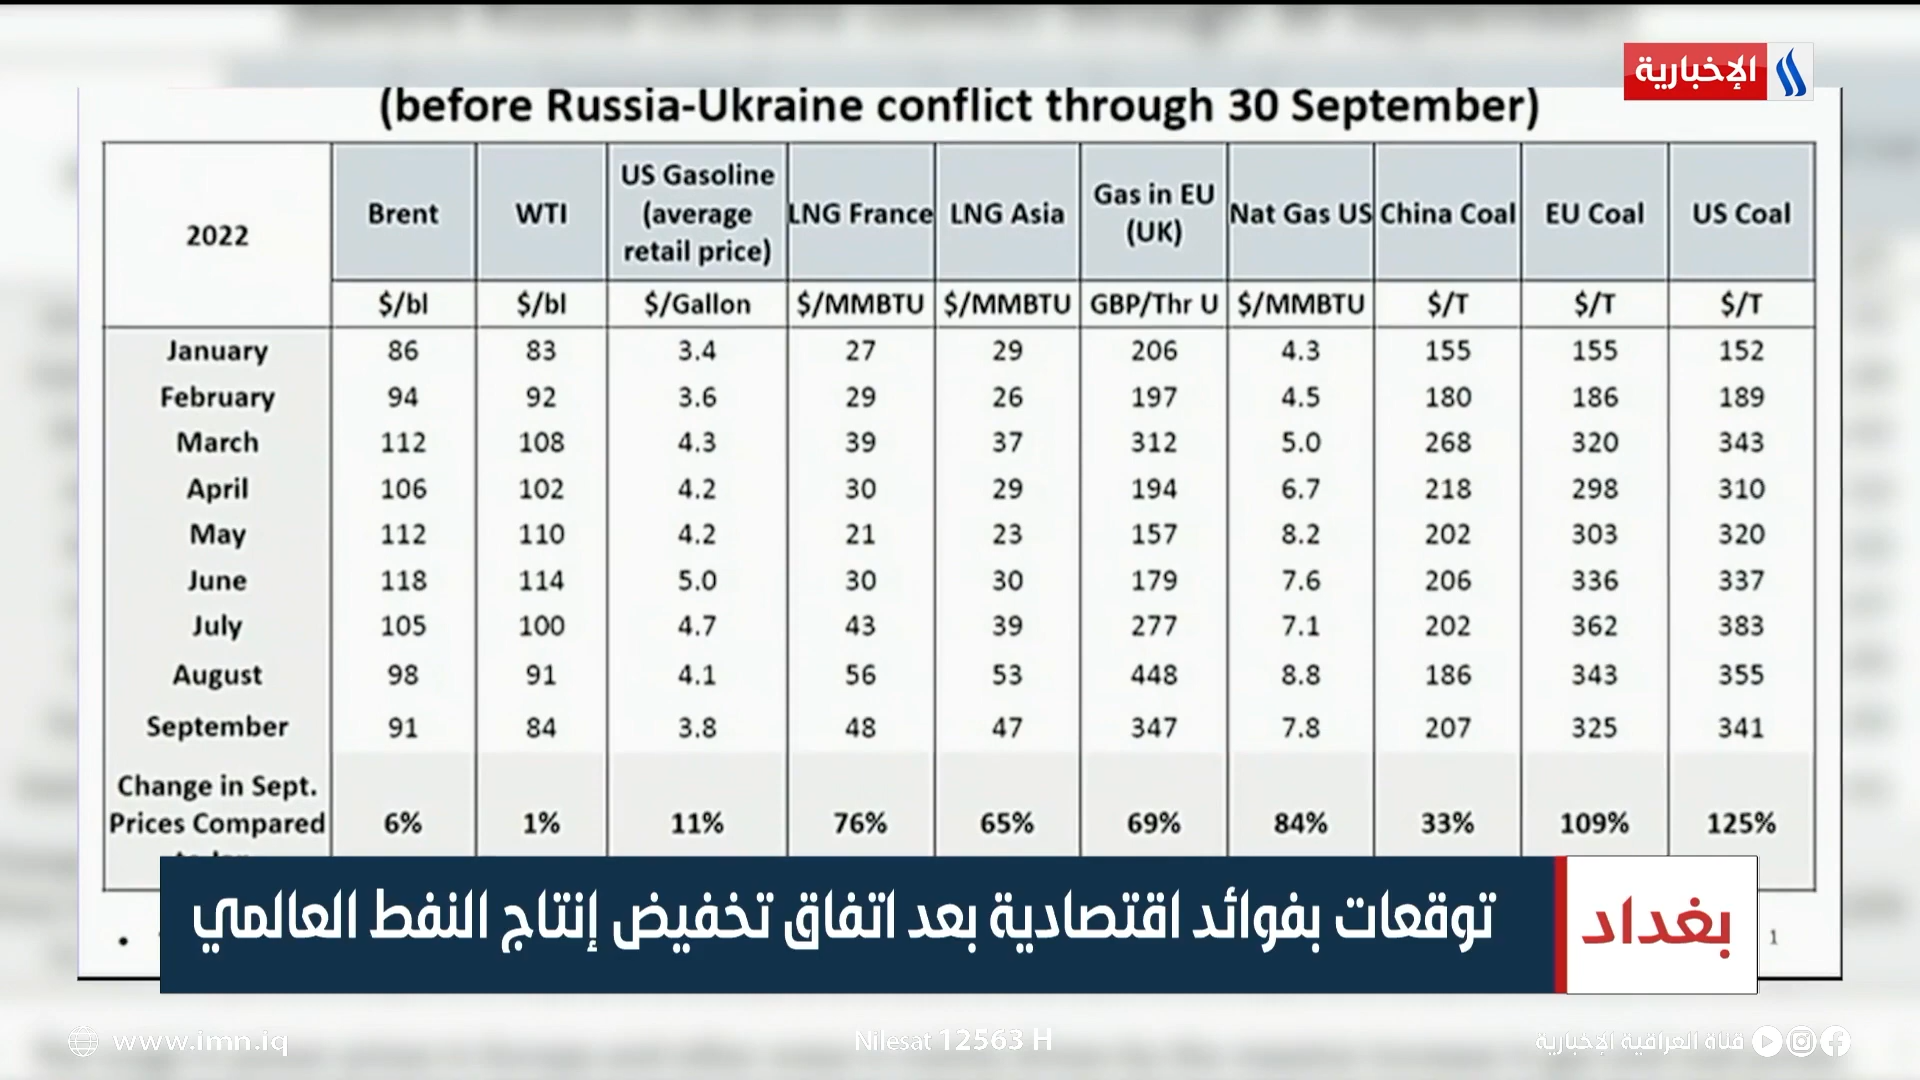 الإخبارية
(before Russia-Ukraine conflict through 30 September)
2022 Brent WTI US Gasoline (average retail price) LNG France LNG Asia Gas in EU (UK) Nat Gas US China Coal EU Coal US Coal
$/bl $/bl $/Gallon $/MMBTU $/MMBTU GBP/Thr U $/MMBTU $/T $/T $/T
January 86 83 3.4 27 29 206 4.3 155 155 152
February 94 92 3.6 29 26 197 4.5 180 186 189
March 112 108 4.3 39 37 312 5.0 268 320 343
April 106 102 4.2 30 29 194 6.7 218 298 310
May 112 110 4.2 21 23 157 8.2 202 303 320
June 118 114 5.0 30 30 179 7.6 206 336 337
July 105 100 4.7 43 39 277 7.1 202 362 383
August 98 91 4.1 56 53 448 8.8 186 343 355
September 91 84 3.8 48 47 347 7.8 207 325 341
Change in Sept.
Prices Compared 6% 1% 11% 76% 65% 69% 84% 33% 109% 125%
بغداد
توقعات بفوائد اقتصادية بعد اتفاق تخفيض إنتاج النفط العالمي
1
www.imn.iq
Nilesat 12563 H
قناة العراقية الإخبارية